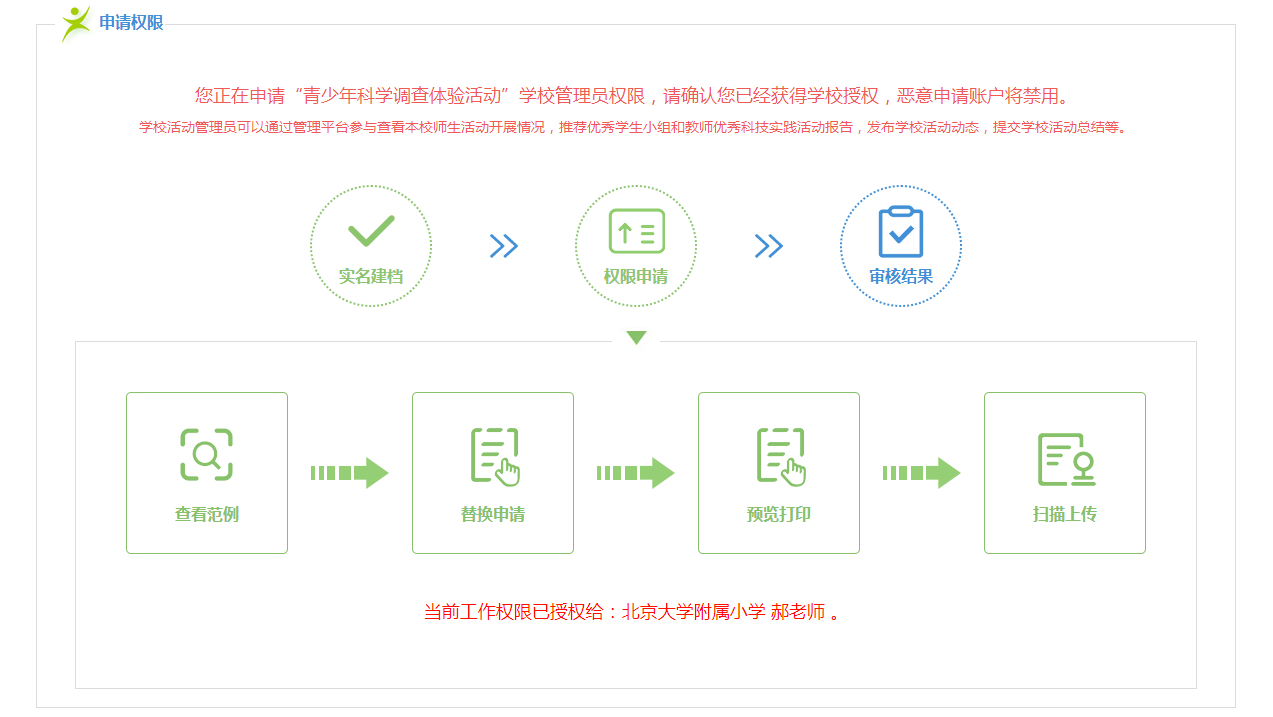 申请权限
您正在申请“青少年科学调查体验活动”学校管理员权限，请确认您已经获得学校授权，恶意申请账户将禁用。
学校活动管理员可以通过管理平台参与查看本校师生活动开展情况，推荐优秀学生小组和教师优秀科技实践活动报告，发布学校活动动态，提交学校活动总结等。
实名建档
权限申请
审核结果
查看范例
替换申请
预览打印
扫描上传
当前工作权限已授权给：北京大学附属小学 郝老师 。